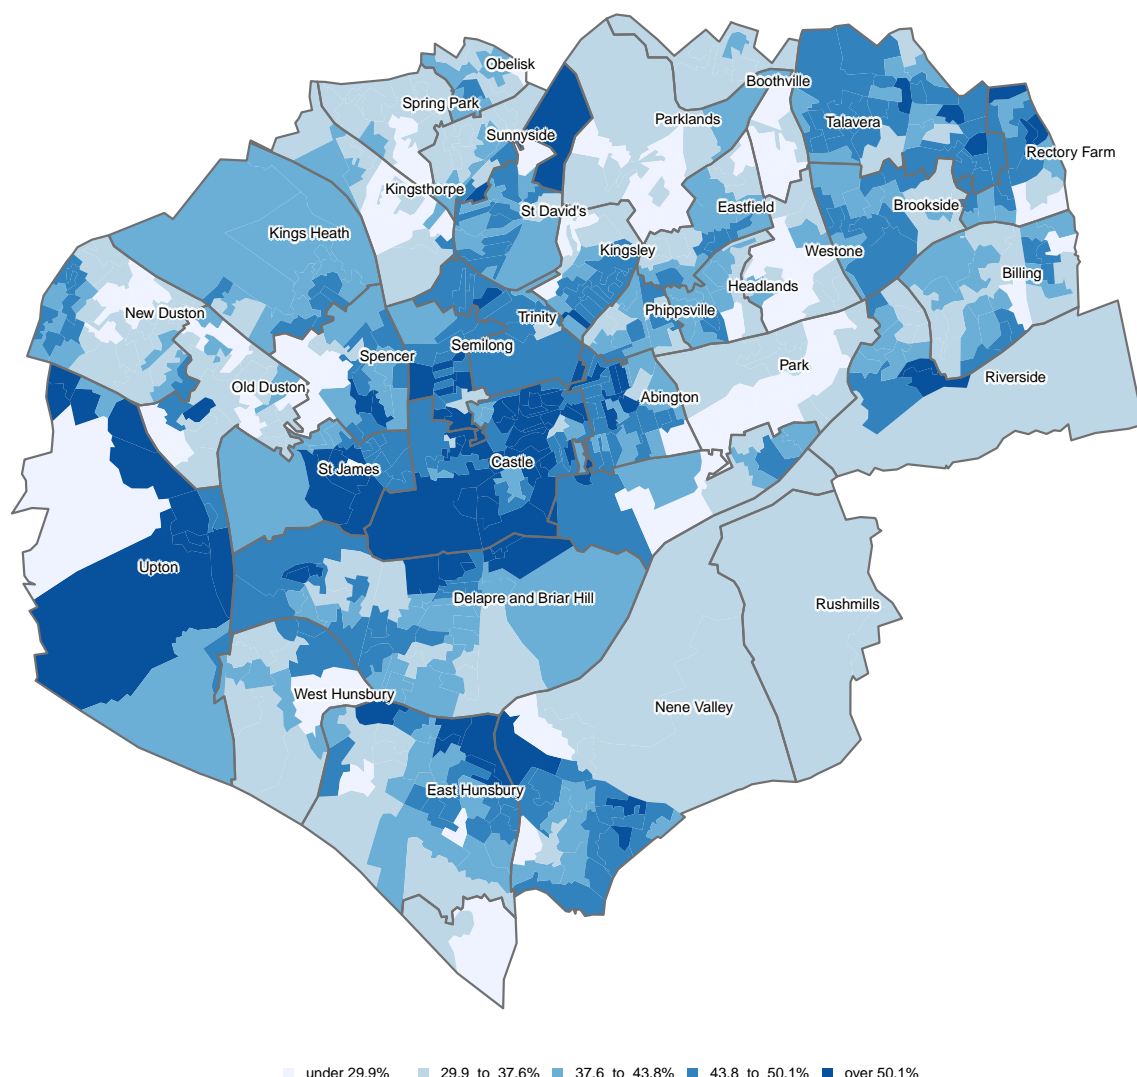 Obelisk
Boothville
Spring Park
Parklands
Talavera
Sunnyside
Rectory Farm
Kingsthorpe
Eastfield
Brookside
St David's
Kings Heath
Kingsley
Westone
Billing
Headlands
New Duston
Phippsville
Trinity
Semilong
Spencer
Park
Riverside
Old Duston
Abington
Castle
St James
Upton
Delapre and Briar Hill
Rushmills
West Hunsbury
Nene Valley
East Hunsbury
under 29.9% 29.9 to 37.6% 37.6 to 43.8% 43.8 to 50.1% over 50.1%